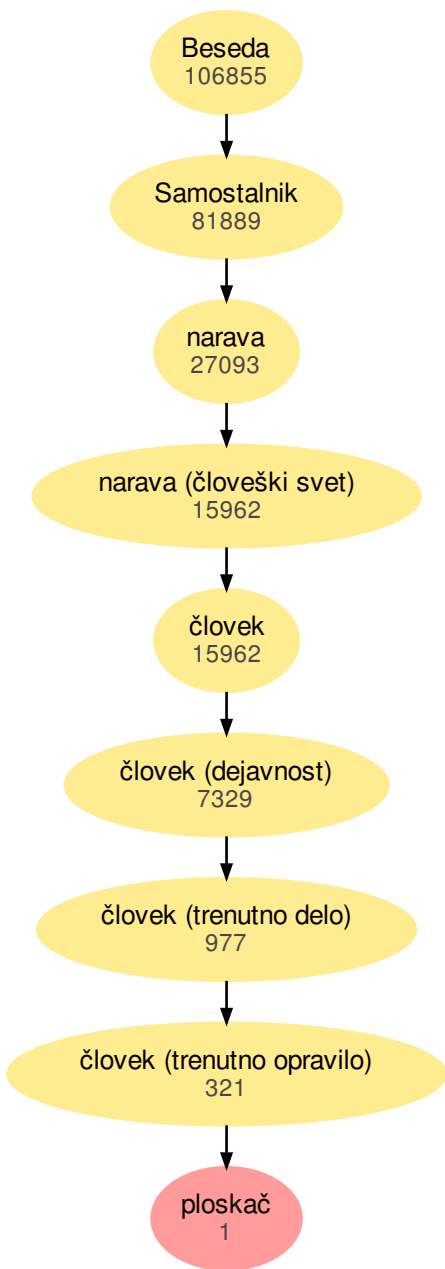 Beseda
106855
Samostalnik
81889
narava
27093
narava (človeški svet)
15962
človek
15962
človek (dejavnost)
7329
človek (trenutno delo)
977
človek (trenutno opravilo)
321
ploskač
1